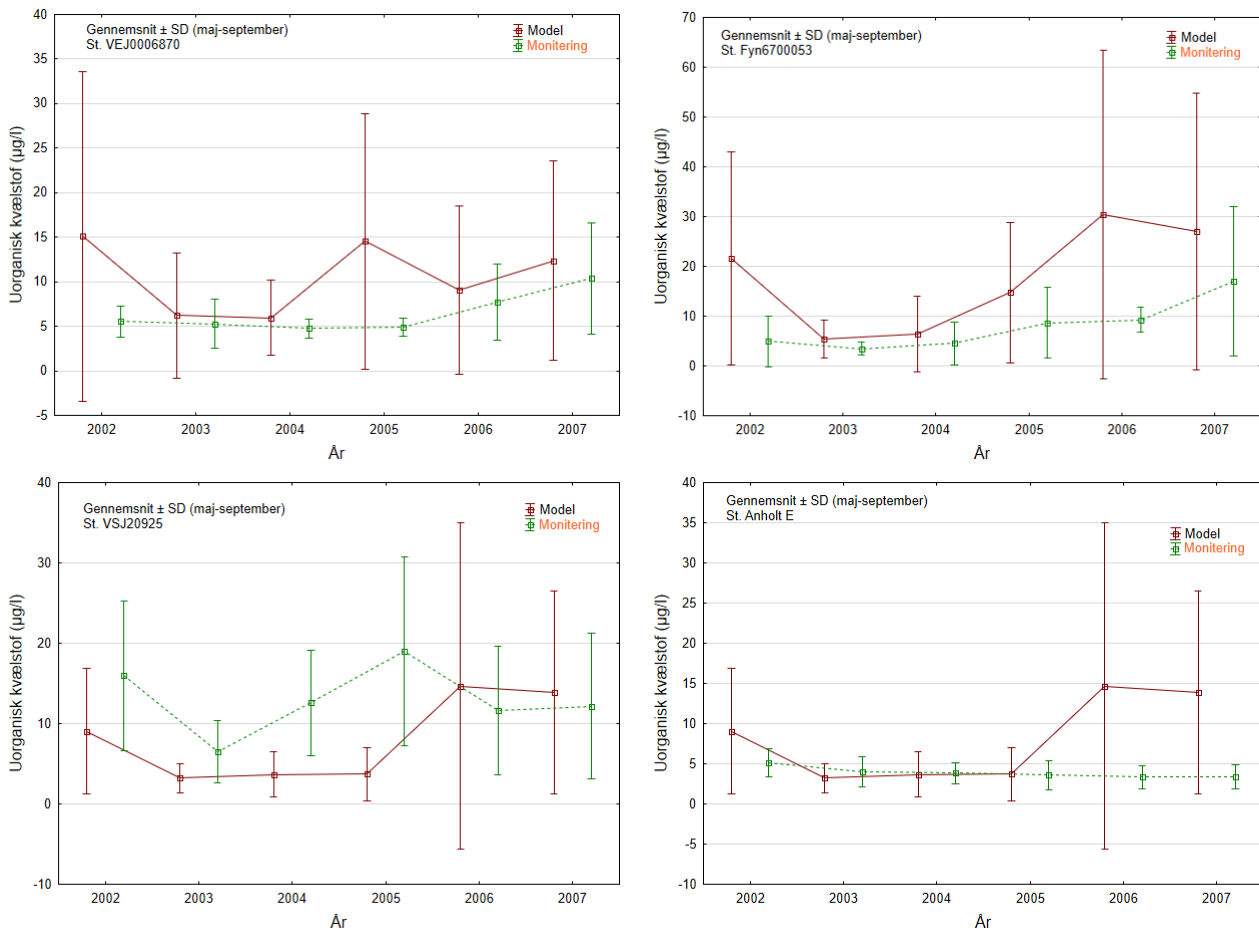 Gennemsnit ± SD (maj-september)
St. VEJ0006870
Model
Monitering
Uorganisk kvælstof (µg/l)
40
35
30
25
20
15
10
5
0
-5
2002 2003 2004 2005 2006 2007
År
Gennemsnit ± SD (maj-september)
St. Fyn6700053
Model
Monitering
Uorganisk kvælstof (µg/l)
70
60
50
40
30
20
10
0
-10
2002 2003 2004 2005 2006 2007
År
Gennemsnit ± SD (maj-september)
St. VSJ20925
Model
Monitering
Uorganisk kvælstof (µg/l)
40
30
20
10
0
-10
2002 2003 2004 2005 2006 2007
År
Gennemsnit ± SD (maj-september)
St. Anholt E
Model
Monitering
Uorganisk kvælstof (µg/l)
40
35
30
25
20
15
10
5
0
-5
-10
2002 2003 2004 2005 2006 2007
År